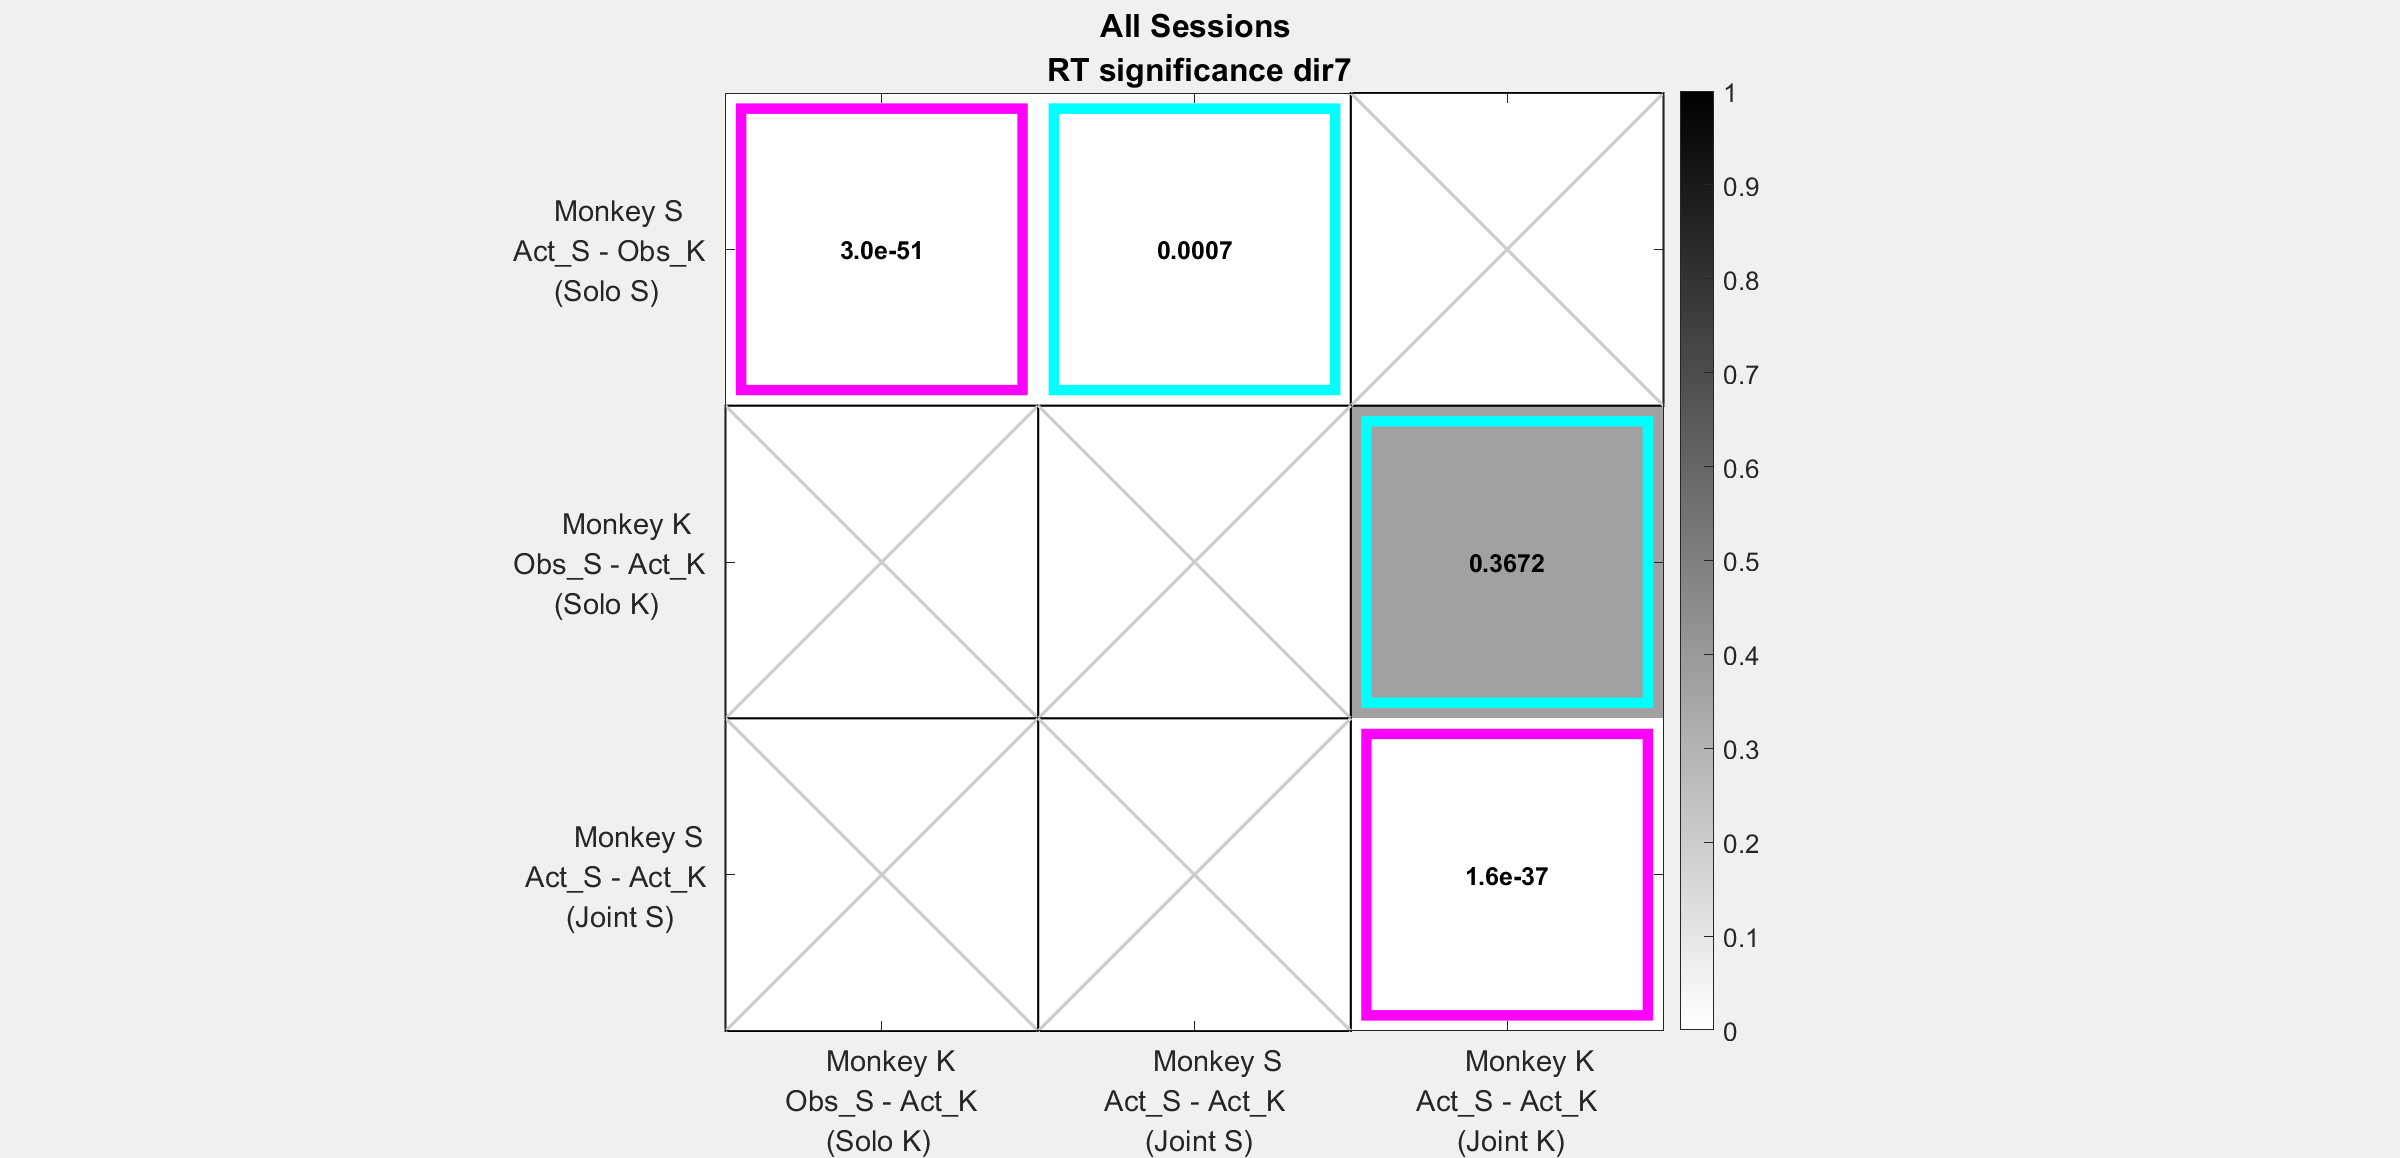 All Sessions
RT significance dir7
Monkey S
Act_S - Obs_K
(Solo S)
3.0e-51
0.0007
Monkey K
Obs_S - Act_K
(Solo K)
0.3672
Monkey S
Act_S - Act_K
(Joint S)
1.6e-37
Monkey K
Obs_S - Act_K
(Solo K)
Monkey S
Act_S - Act_K
(Joint S)
Monkey K
Act_S - Act_K
(Joint K)
1
0.9
0.8
0.7
0.6
0.5
0.4
0.3
0.2
0.1
0